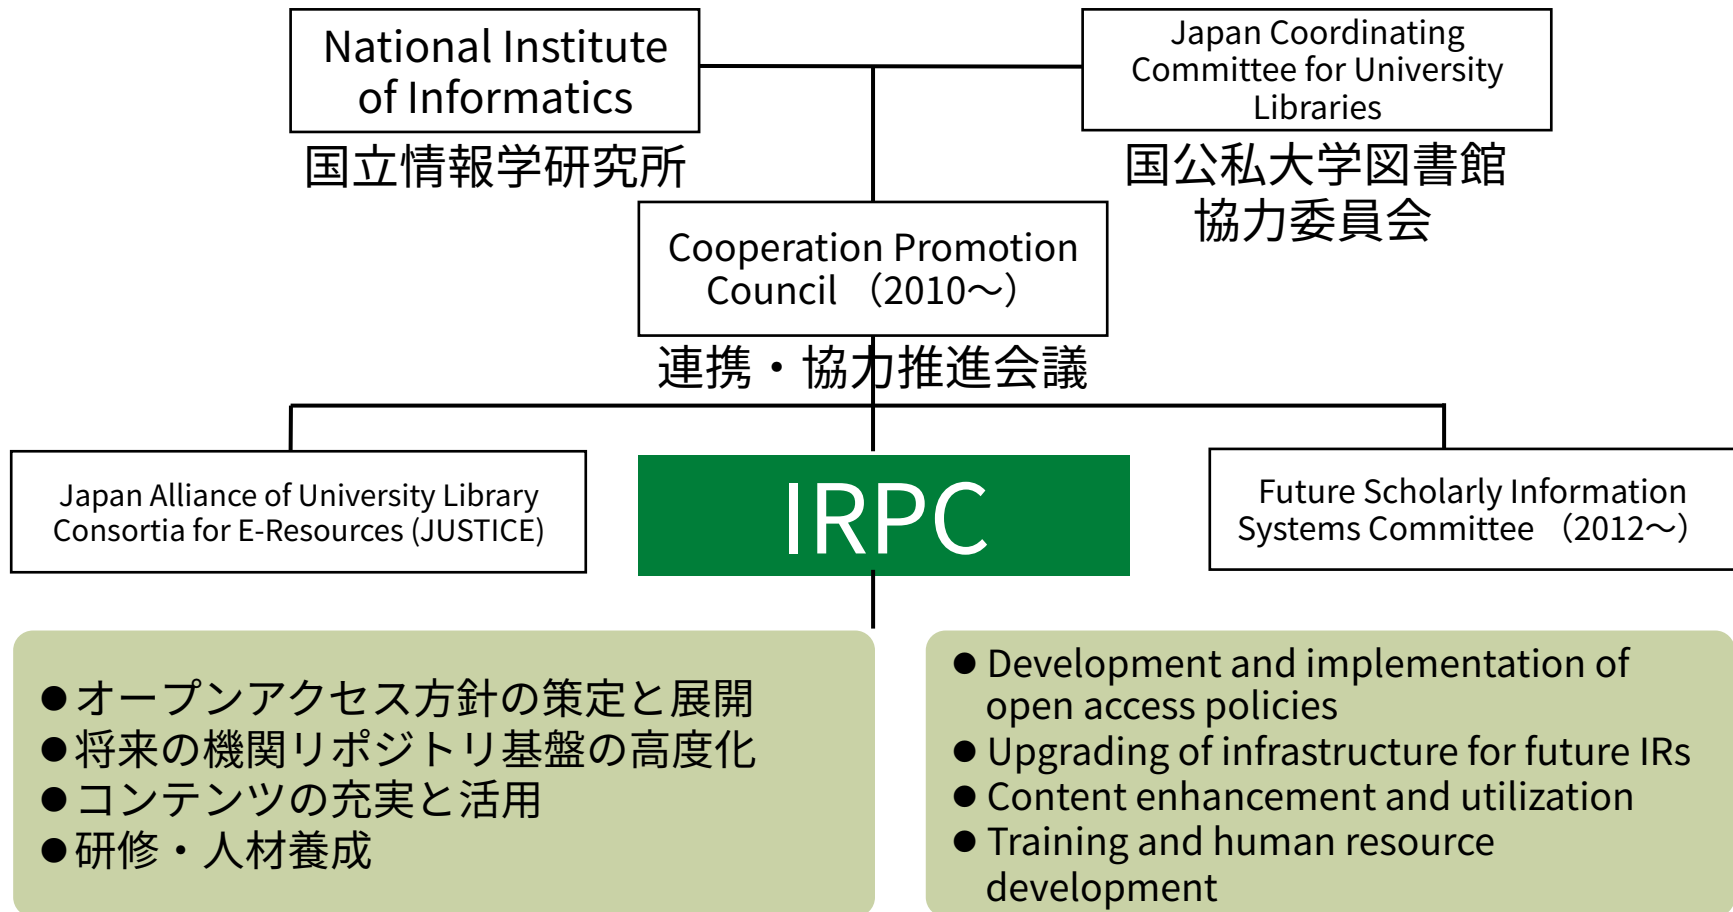 National Institute
of Informatics
国立情報学研究所
Japan Coordinating
Committee for University
Libraries
国公私大学図書館
協力委員会
Cooperation Promotion
Council （2010～）
連携・協力推進会議
Japan Alliance of University Library
Consortia for E-Resources (JUSTICE)
IRPC
Future Scholarly Information
Systems Committee （2012～）
●オープンアクセス方針の策定と展開
●将来の機関リポジトリ基盤の高度化
●コンテンツの充実と活用
●研修・人材養成
● Development and implementation of
open access policies
● Upgrading of infrastructure for future IRs
● Content enhancement and utilization
● Training and human resource
development